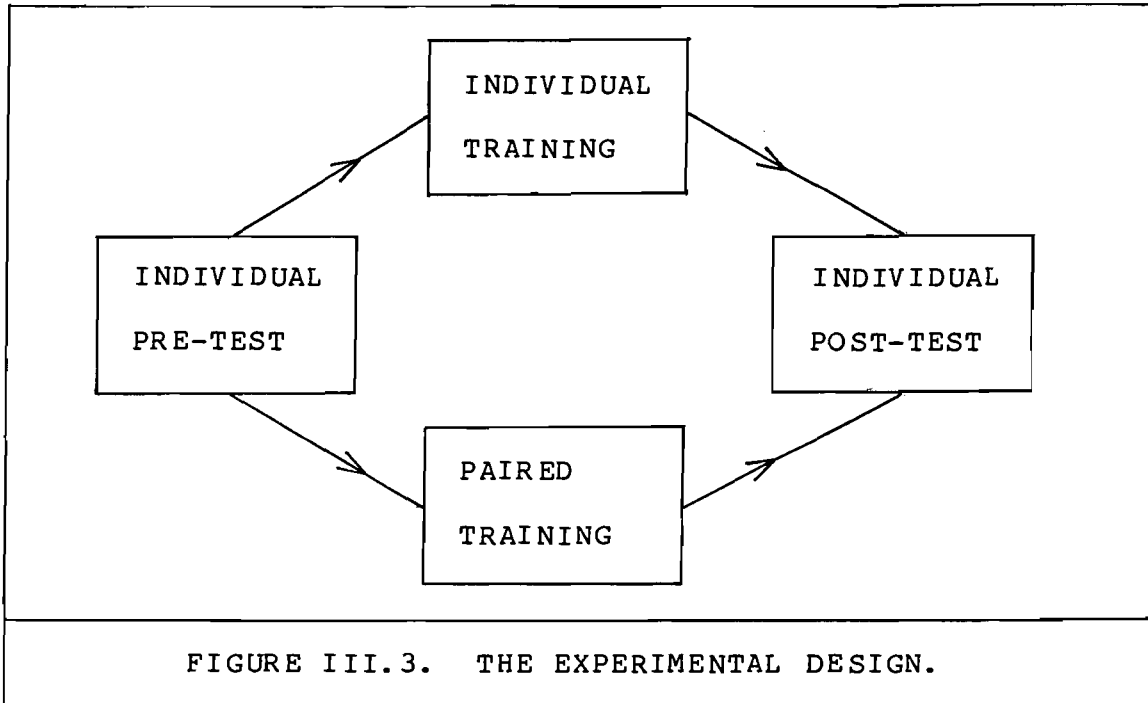 INDIVIDUAL
TRAINING
INDIVIDUAL
PRE-TEST
INDIVIDUAL
POST-TEST
PAIRED
TRAINING
FIGURE III.3. THE EXPERIMENTAL DESIGN.